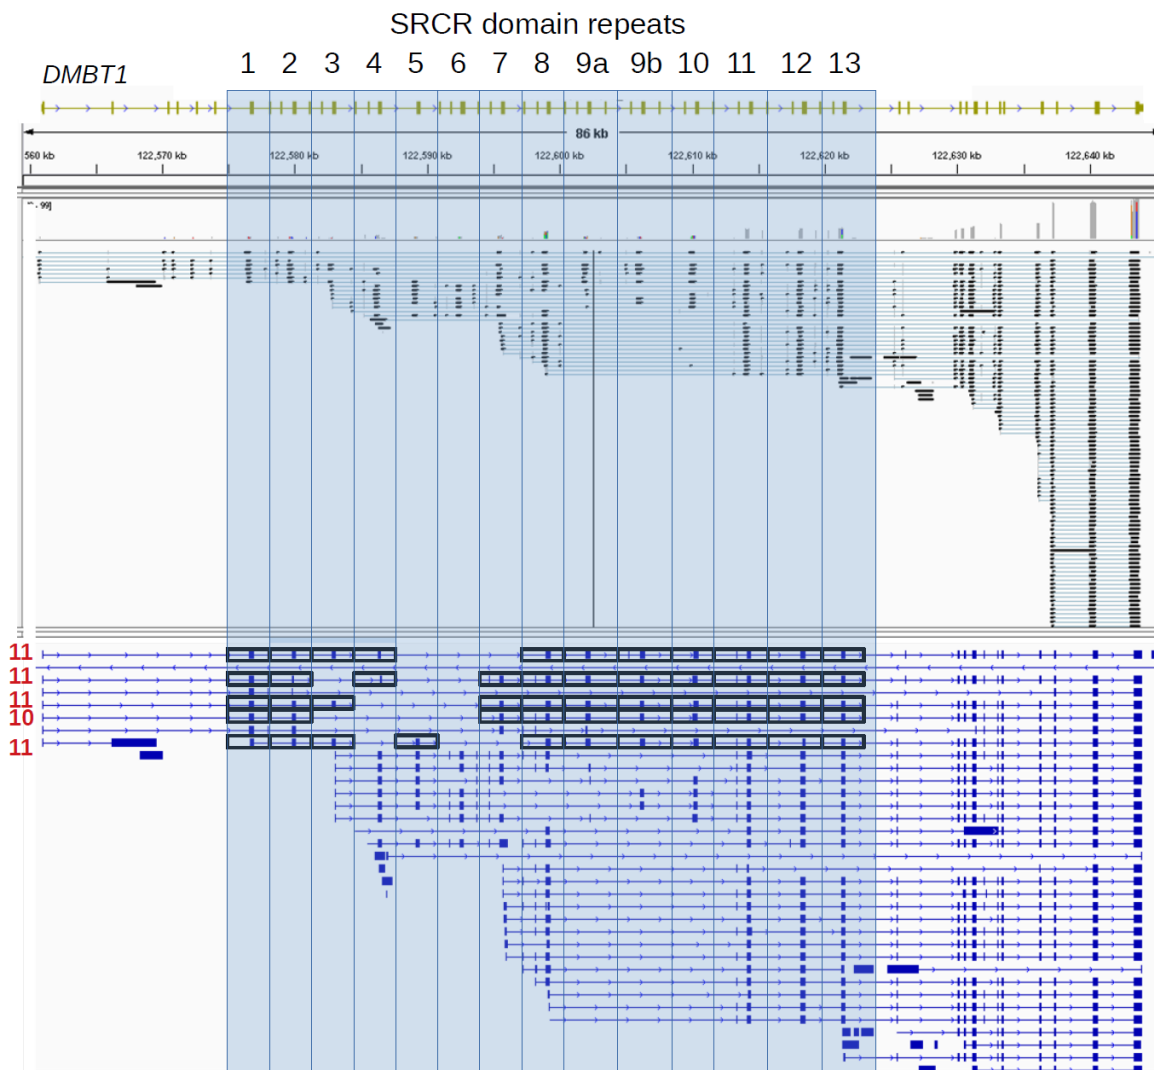 SRCR domain repeats
DMBT1
1 2 3 4 5 6 7 8 9a 9b 10 11 12 13
86 kb
560 kb 122,570 kb 122,580 kb 122,590 kb 122,600 kb 122,610 kb 122,620 kb 122,630 kb 122,640 kb
- 99]
11
11
11
10
11